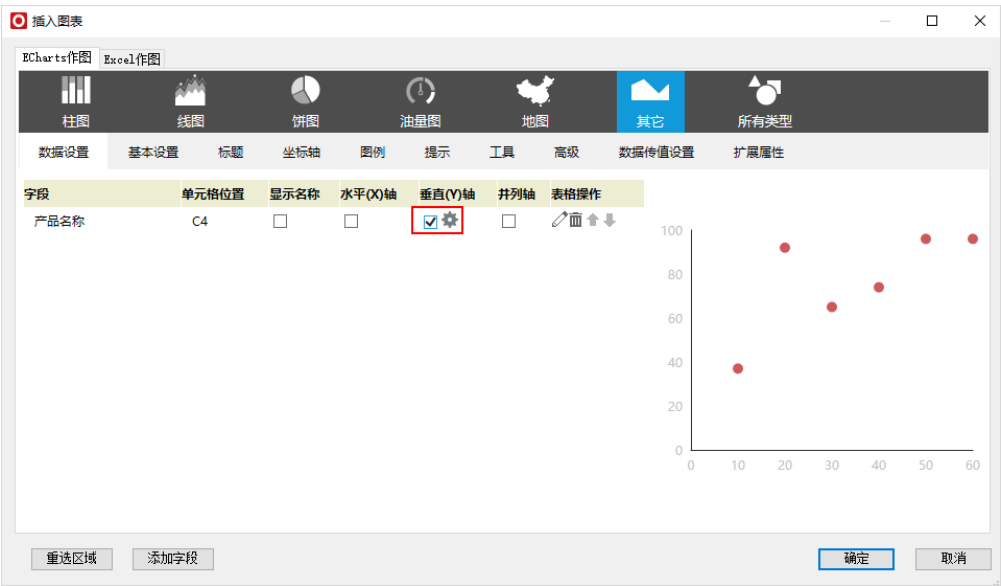 插入图表
ECharts作图 Excel作图
柱图 线图 饼图 油量图 地图 其它 所有类型
数据设置 基本设置 标题 坐标轴 图例 提示 工具 高级 数据传值设置 扩展属性
字段 单元格位置 显示名称 水平(X)轴 垂直(Y)轴 并列轴 表格操作
产品名称 C4
100
80
60
40
20
0
0 10 20 30 40 50 60
重选区域 添加字段 确定 取消